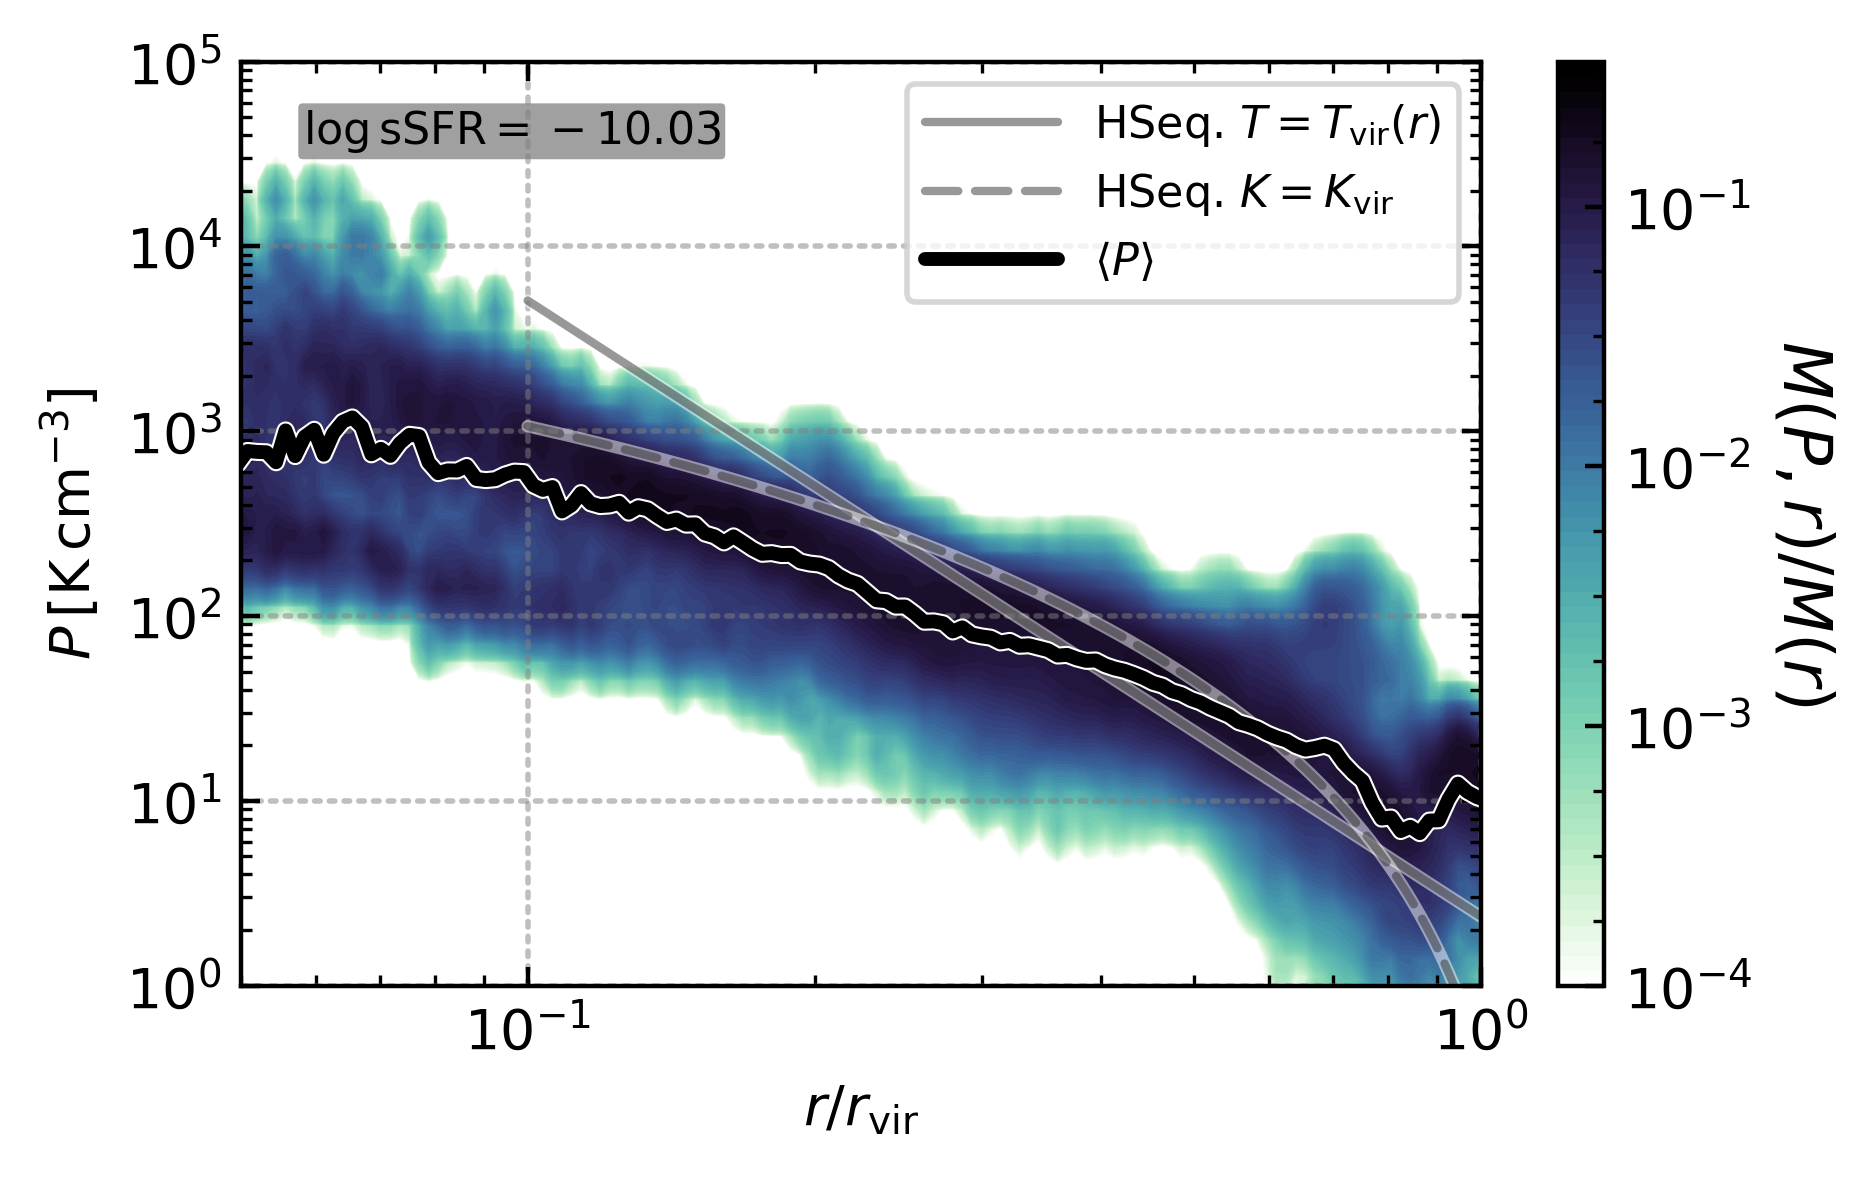 log sSFR = − 10.03
HSeq. T = T_vir(r)
HSeq. K = K_vir
⟨P⟩
10^5
10^4
10^3
10^2
10^1
10^0
P [K cm^−3]
10^−1
10^0
r/r_vir
10^−1
10^−2
10^−3
10^−4
M(P, r)/M(r)